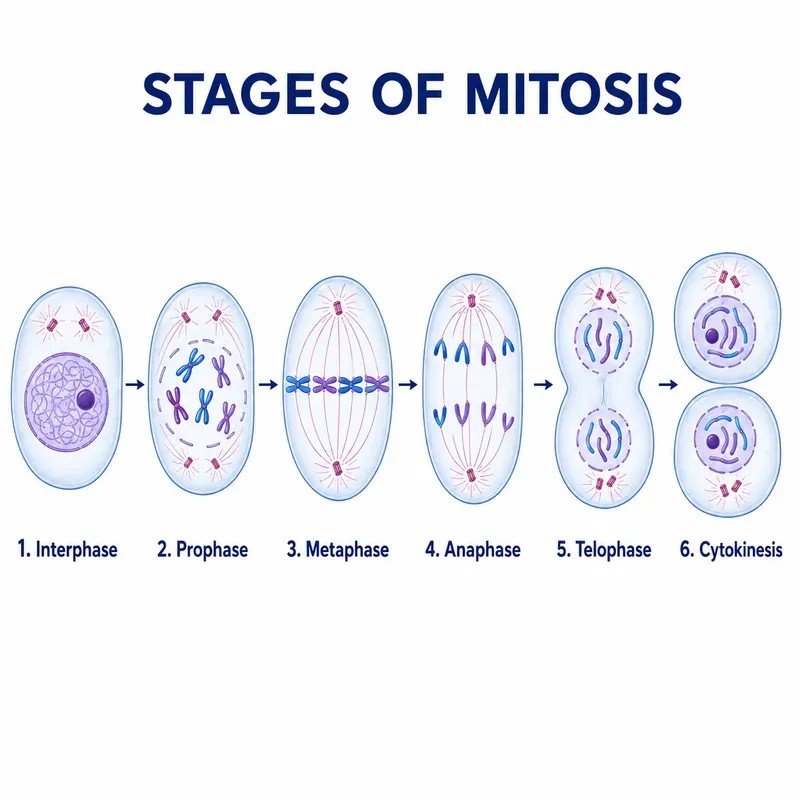 STAGES OF MITOSIS
1. Interphase
2. Prophase
3. Metaphase
4. Anaphase
5. Telophase
6. Cytokinesis